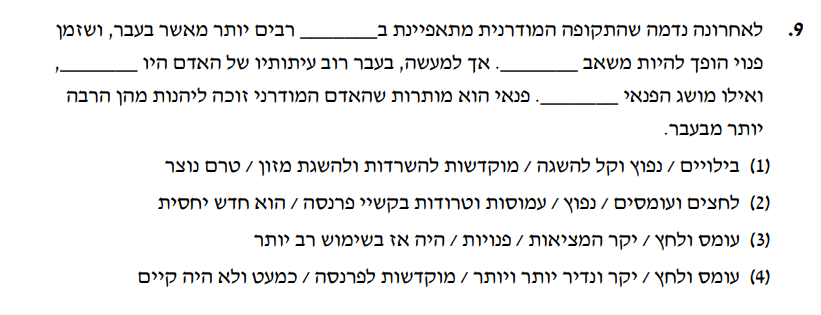 9. לאחרונה נדמה שהתקופה המודרנית מתאפיינת ב________ רבים יותר מאשר בעבר, ושזמן
פנוי הופך להיות משאב ________. אך למעשה, בעבר רוב עיתותיו של האדם היו ________,
ואילו מושג הפנאי ________. פנאי הוא מותרות שהאדם המודרני זוכה ליהנות מהן הרבה
יותר מבעבר.
(1) בילויים / נפוץ וקל להשגה / מוקדשות להשרדות ולהשגת מזון / טרם נוצר
(2) לחצים ועומסים / נפוץ / עמוסות וטרודות בקשיי פרנסה / הוא חדש יחסית
(3) עומס ולחץ / יקר המציאות / פנויות / היה אז בשימוש רב יותר
(4) עומס ולחץ / יקר ונדיר יותר ויותר / מוקדשות לפרנסה / כמעט ולא היה קיים